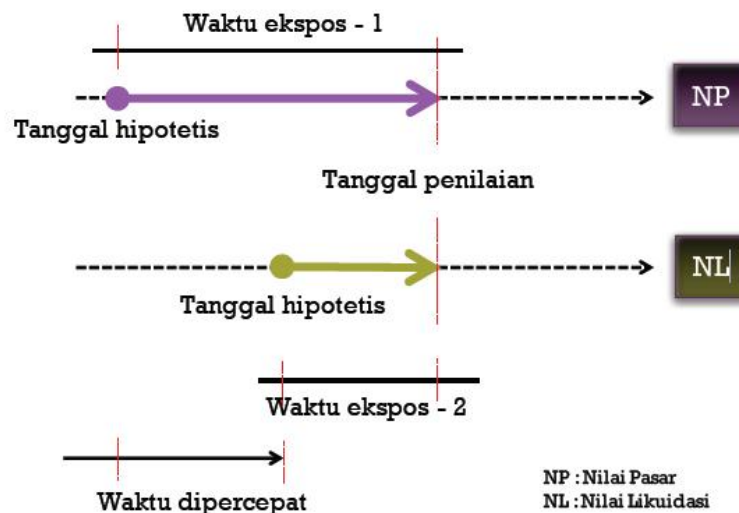 Waktu ekspos - 1
NP
Tanggal hipotetis
Tanggal penilaian
NL
Tanggal hipotetis
Waktu ekspos - 2
Waktu dipercepat
NP : Nilai Pasar
NL : Nilai Likuidasi